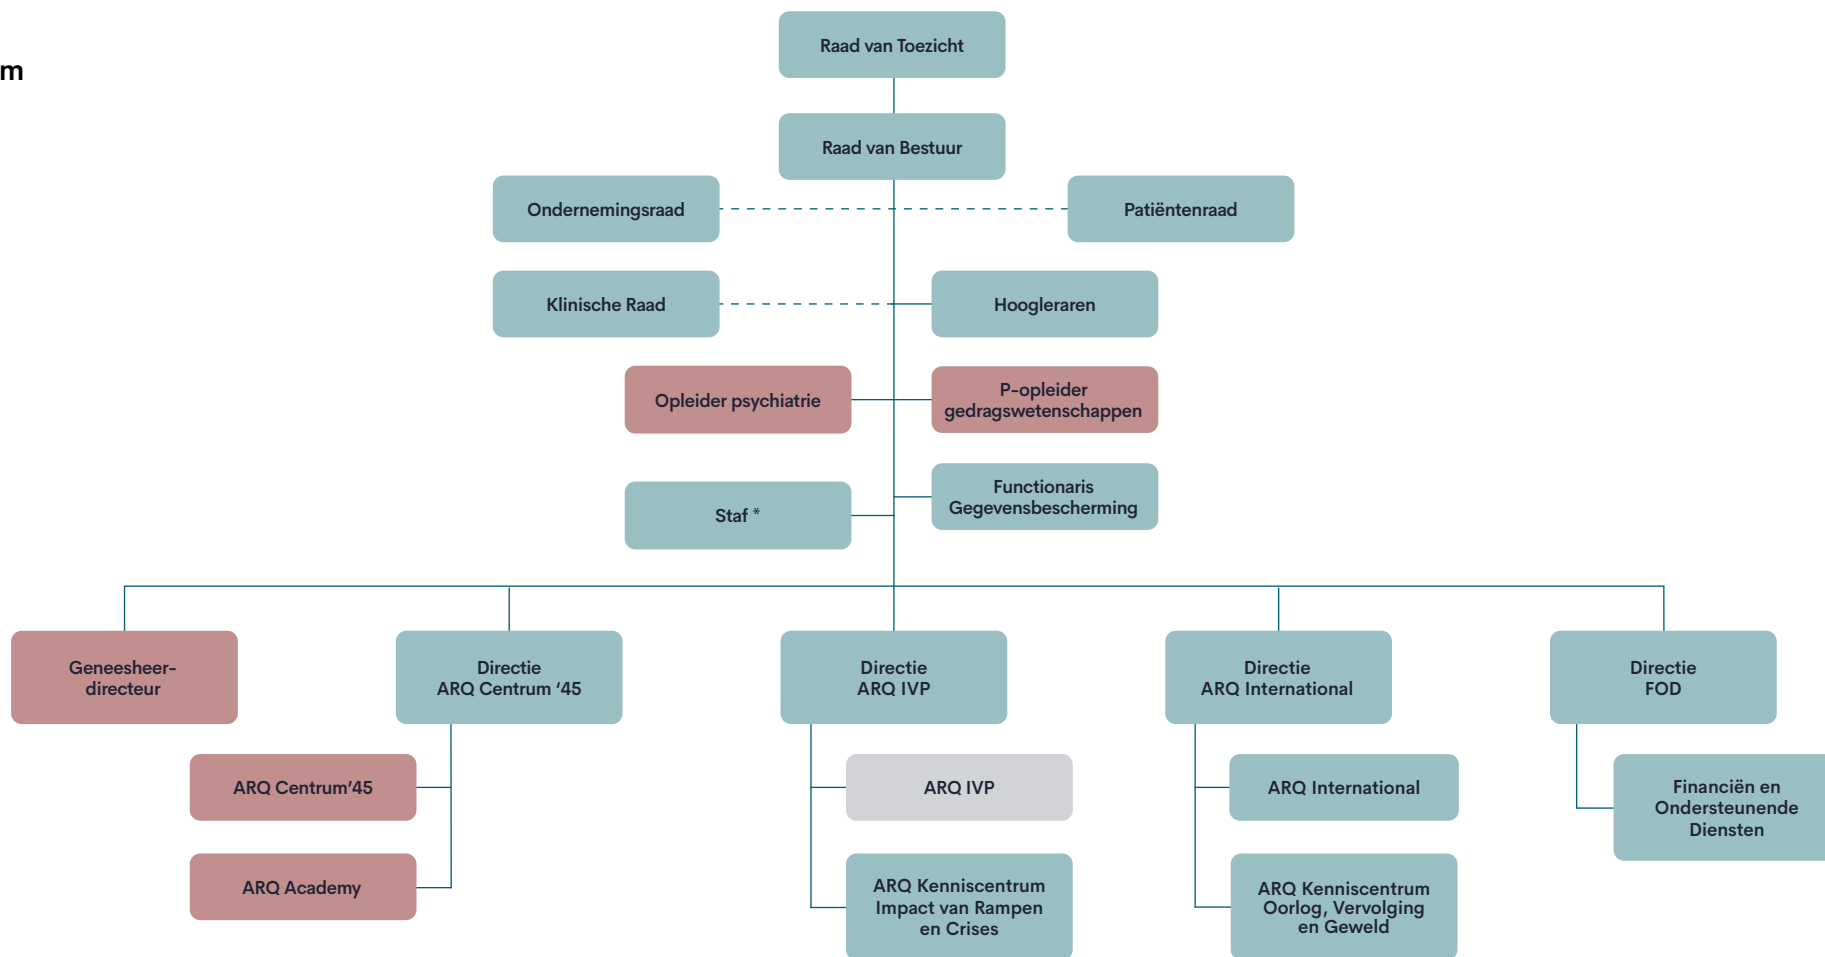 Raad van Toezicht
m
Raad van Bestuur
Ondernemingsraad
Patiëntenraad
Klinische Raad
Hoogleraren
Opleider psychiatrie
P-opleider
gedragswetenschappen
Staf *
Functionaris
Gegevensbescherming
Geneesheer-
directeur
Directie
ARQ Centrum ‘45
Directie
ARQ IVP
Directie
ARQ International
Directie
FOD
ARQ Centrum’45
ARQ IVP
ARQ International
Financiën en
Ondersteunende
Diensten
ARQ Academy
ARQ Kenniscentrum
Impact van Rampen
en Crises
ARQ Kenniscentrum
Oorlog, Vervolging
en Geweld